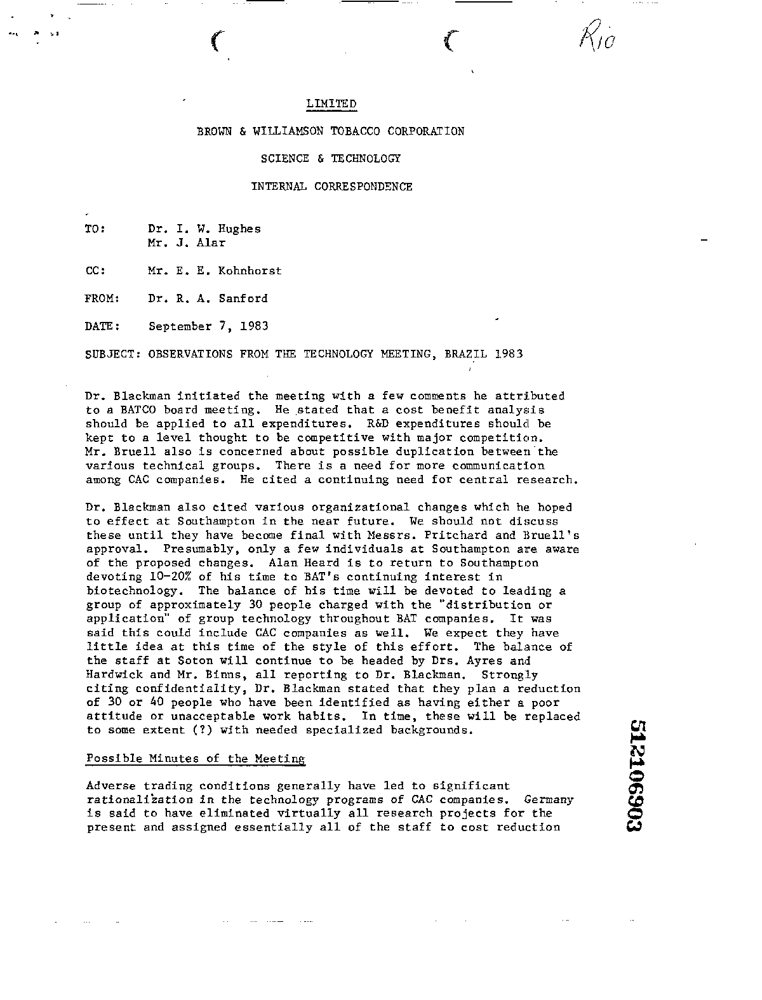 Rio
LIMITED
BROWN & WILLIAMSON TOBACCO CORPORATION
SCIENCE & TECHNOLOGY
INTERNAL CORRESPONDENCE
TO: Dr. I. W. Hughes
Mr. J. Alar
CC: Mr. E. E. Kohnhorst
FROM: Dr. R. A. Sanford
DATE: September 7, 1983
SUBJECT: OBSERVATIONS FROM THE TECHNOLOGY MEETING, BRAZIL 1983
Dr. Blackman initiated the meeting with a few comments he attributed
to a BATCO board meeting. He stated that a cost benefit analysis
should be applied to all expenditures. R&D expenditures should be
kept to a level thought to be competitive with major competition.
Mr. Bruell also is concerned about possible duplication between the
various technical groups. There is a need for more communication
among CAC companies. He cited a continuing need for central research.
Dr. Blackman also cited various organizational changes which he hoped
to effect at Southampton in the near future. We should not discuss
these until they have become final with Messrs. Pritchard and Bruell's
approval. Presumably, only a few individuals at Southampton are aware
of the proposed changes. Alan Heard is to return to Southampton
devoting 10-20% of his time to BAT's continuing interest in
biotechnology. The balance of his time will be devoted to leading a
group of approximately 30 people charged with the "distribution or
application" of group technology throughout BAT companies. It was
said this could include CAC companies as well. We expect they have
little idea at this time of the style of this effort. The balance of
the staff at Soton will continue to be headed by Drs. Ayres and
Hardwick and Mr. Binns, all reporting to Dr. Blackman. Strongly
citing confidentiality, Dr. Blackman stated that they plan a reduction
of 30 or 40 people who have been identified as having either a poor
attitude or unacceptable work habits. In time, these will be replaced
to some extent (?) with needed specialized backgrounds.
Possible Minutes of the Meeting
Adverse trading conditions generally have led to significant
rationalization in the technology programs of CAC companies. Germany
is said to have eliminated virtually all research projects for the
present and assigned essentially all of the staff to cost reduction
512106903